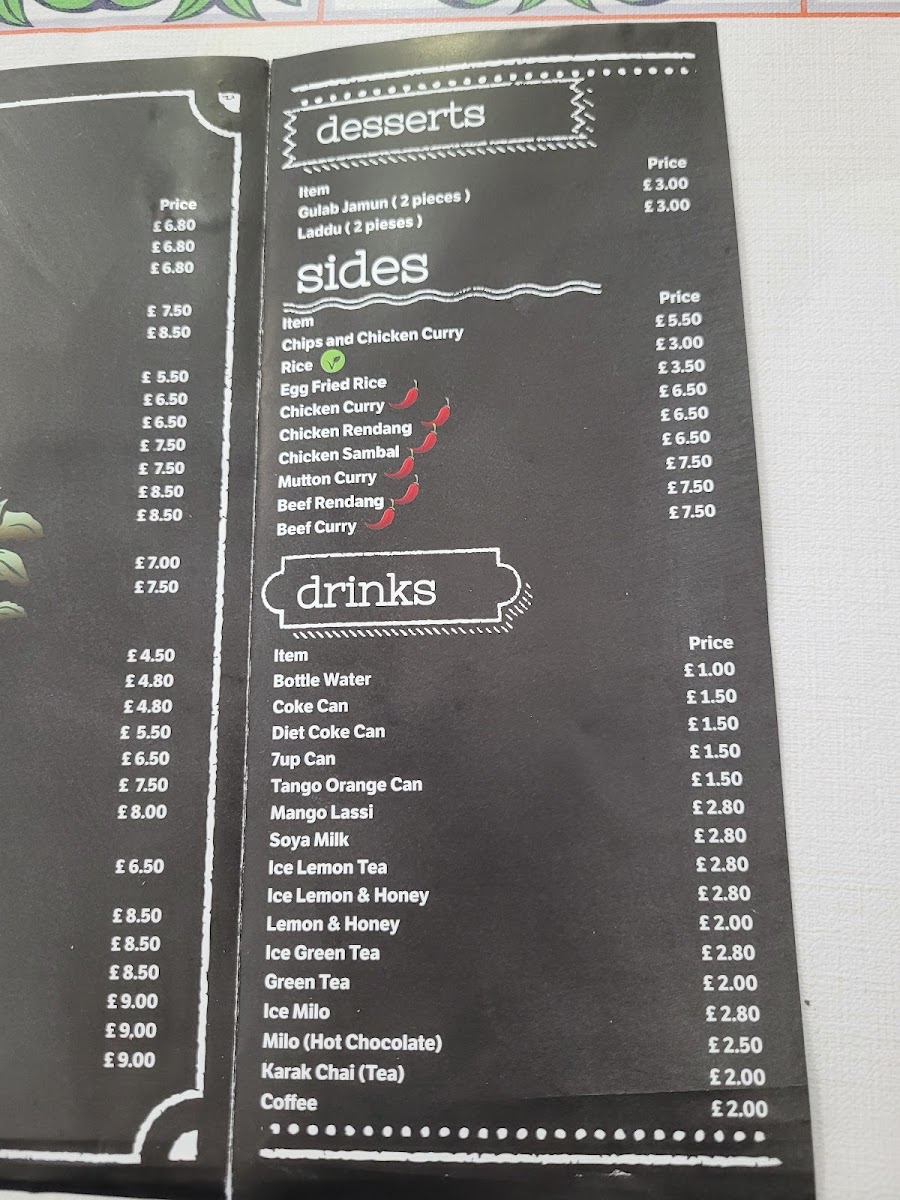 Price
£ 6.80
£ 6.80
£ 6.80
£ 7.50
£ 8.50
£ 5.50
£ 6.50
£ 6.50
£ 7.50
£ 7.50
£ 8.50
£ 8.50
£ 7.00
£ 7.50
£ 4.50
£ 4.80
£ 4.80
£ 5.50
£ 6.50
£ 7.50
£ 8.00
£ 6.50
£ 8.50
£ 8.50
£ 8.50
£ 9.00
£ 9,00
£ 9.00
desserts
Item Price
Gulab Jamun ( 2 pieces ) £ 3.00
Laddu ( 2 pieses ) £ 3.00
sides
Item Price
Chips and Chicken Curry £ 5.50
Rice £ 3.00
Egg Fried Rice £ 3.50
Chicken Curry £ 6.50
Chicken Rendang £ 6.50
Chicken Sambal £ 6.50
Mutton Curry £ 7.50
Beef Rendang £ 7.50
Beef Curry £ 7.50
drinks
Item Price
Bottle Water £ 1.00
Coke Can £ 1.50
Diet Coke Can £ 1.50
7up Can £ 1.50
Tango Orange Can £ 1.50
Mango Lassi £ 2.80
Soya Milk £ 2.80
Ice Lemon Tea £ 2.80
Ice Lemon & Honey £ 2.80
Lemon & Honey £ 2.00
Ice Green Tea £ 2.80
Green Tea £ 2.00
Ice Milo £ 2.80
Milo (Hot Chocolate) £ 2.50
Karak Chai (Tea) £ 2.00
Coffee £ 2.00